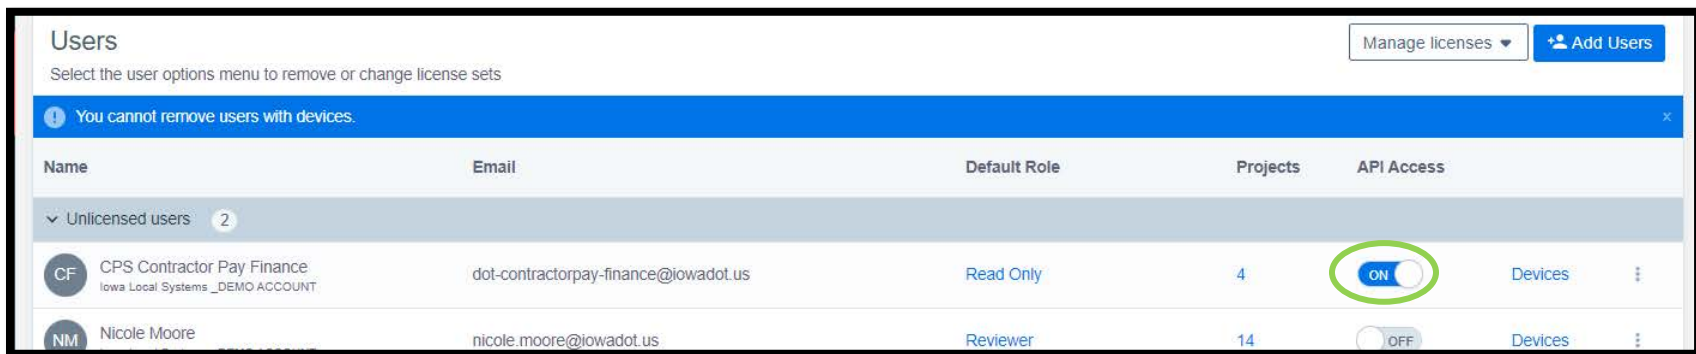 Users
Manage licenses
Add Users
Select the user options menu to remove or change license sets
You cannot remove users with devices.
x
Name Email Default Role Projects API Access
Unlicensed users 2
CF CPS Contractor Pay Finance dot-contractorpay-finance@iowadot.us Read Only 4 ON Devices
Iowa Local Systems _DEMO ACCOUNT
NM Nicole Moore nicole.moore@iowadot.us Reviewer 14 OFF Devices